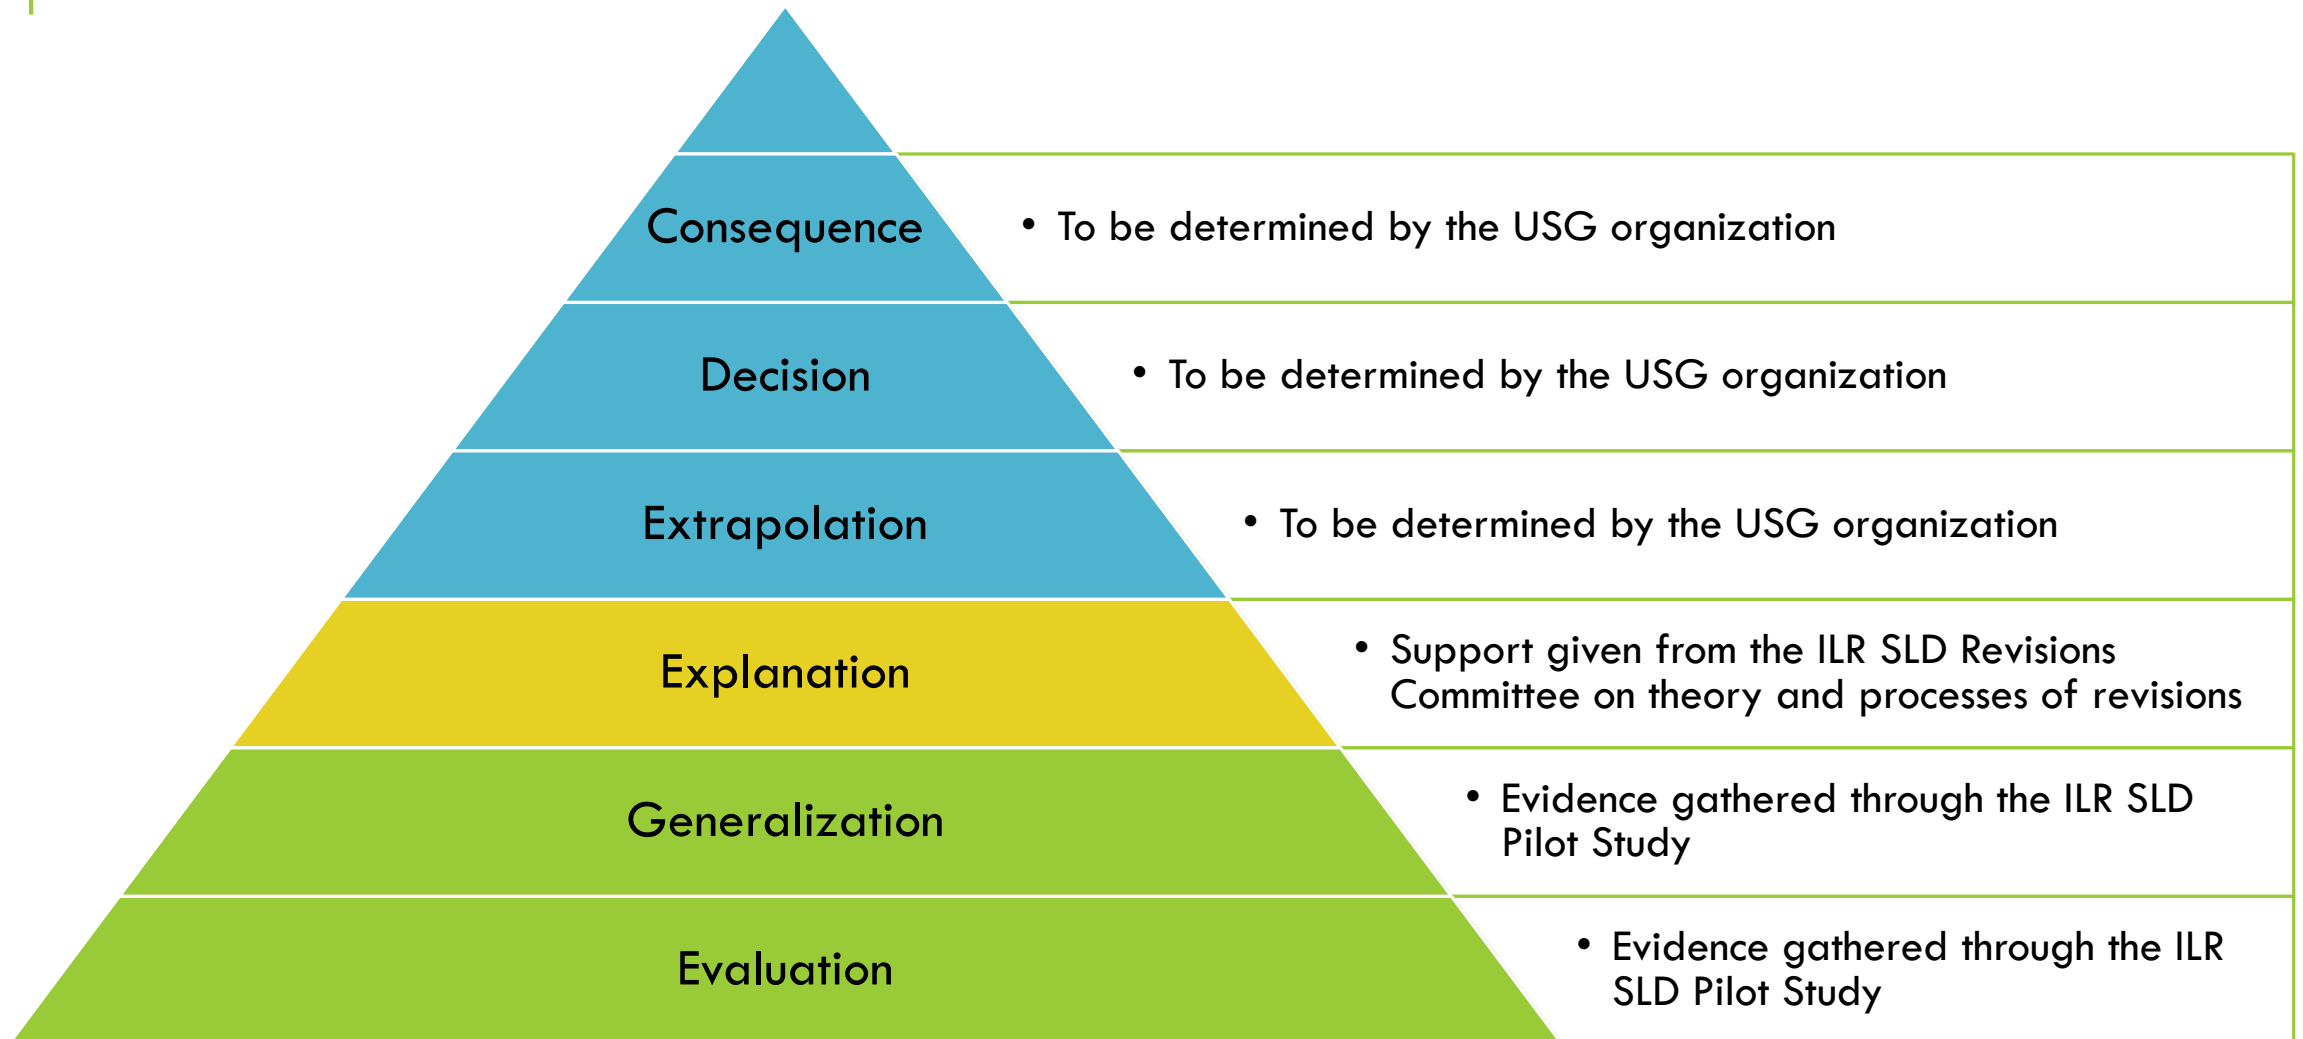 Consequence
• To be determined by the USG organization
Decision
• To be determined by the USG organization
Extrapolation
• To be determined by the USG organization
Explanation
• Support given from the ILR SLD Revisions
Committee on theory and processes of revisions
Generalization
• Evidence gathered through the ILR SLD
Pilot Study
Evaluation
• Evidence gathered through the ILR
SLD Pilot Study